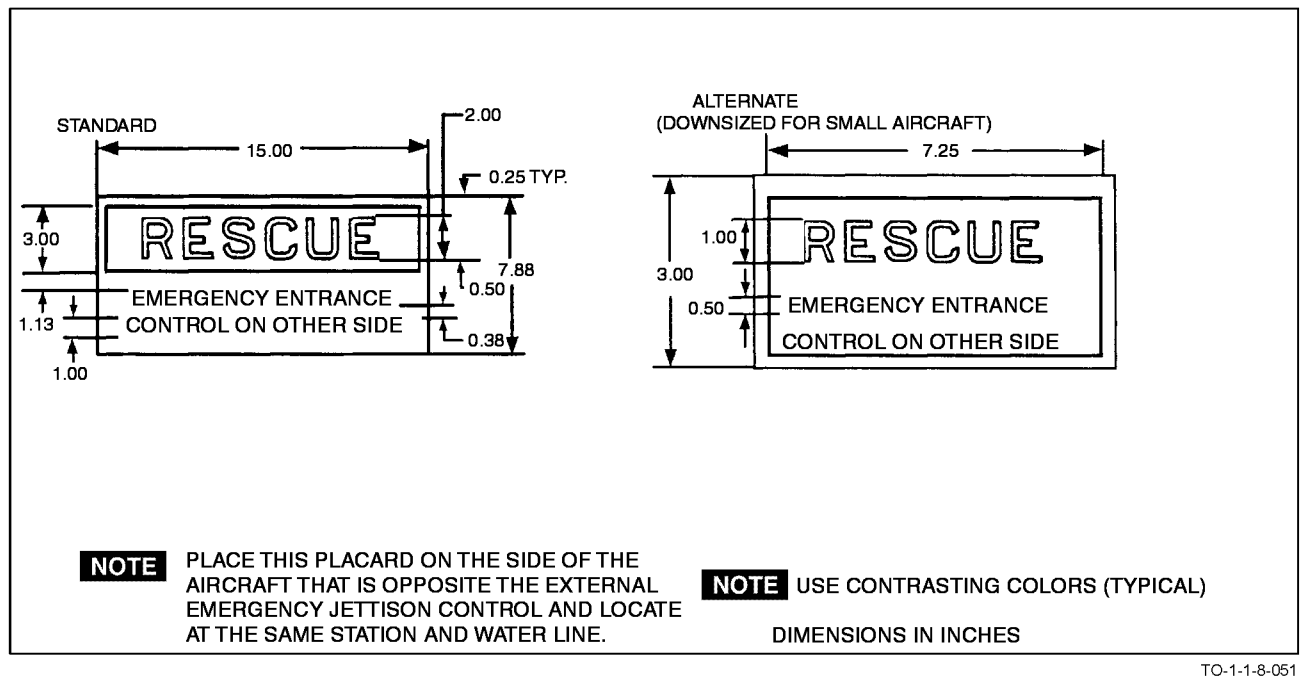 STANDARD
15.00
2.00
0.25 TYP.
3.00
RESCUE
7.88
0.50
EMERGENCY ENTRANCE
1.13
CONTROL ON OTHER SIDE
0.38
1.00
ALTERNATE
(DOWNSIZED FOR SMALL AIRCRAFT)
7.25
1.00
RESCUE
3.00
0.50
EMERGENCY ENTRANCE
CONTROL ON OTHER SIDE
NOTE PLACE THIS PLACARD ON THE SIDE OF THE
AIRCRAFT THAT IS OPPOSITE THE EXTERNAL
EMERGENCY JETTISON CONTROL AND LOCATE
AT THE SAME STATION AND WATER LINE.
NOTE USE CONTRASTING COLORS (TYPICAL)
DIMENSIONS IN INCHES
TO-1-1-8-051